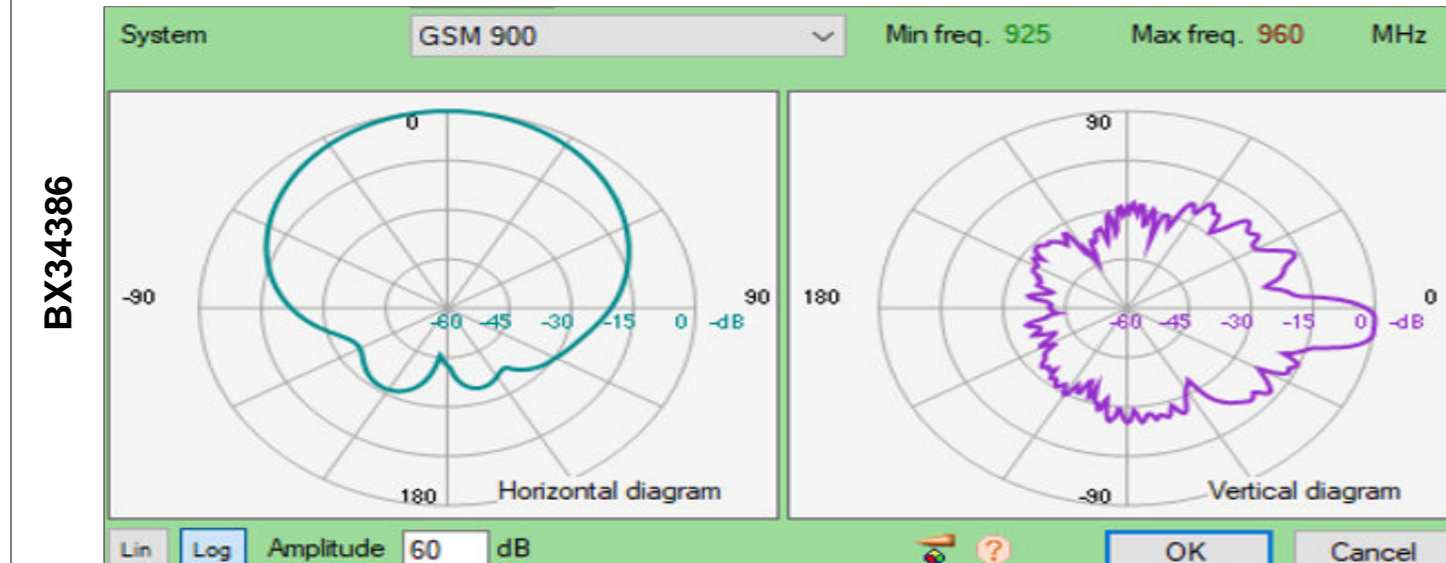 BX34386
System GSM 900 Min freq. 925 Max freq. 960 MHz
0
-90 90
-60 -45 -30 -15 0 -dB
180 Horizontal diagram
90
180 0
-60 -45 -30 -15 0 -dB
-90 Vertical diagram
Lin Log Amplitude 60 dB ? OK Cancel